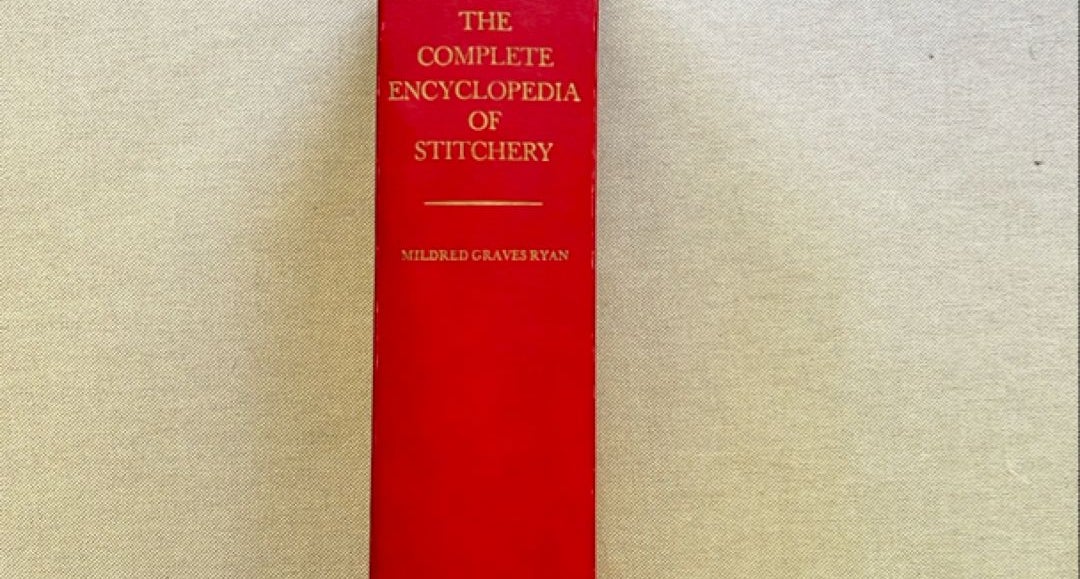 THE
COMPLETE
ENCYCLOPEDIA
OF
STITCHERY
MILDRED GRAVES RYAN